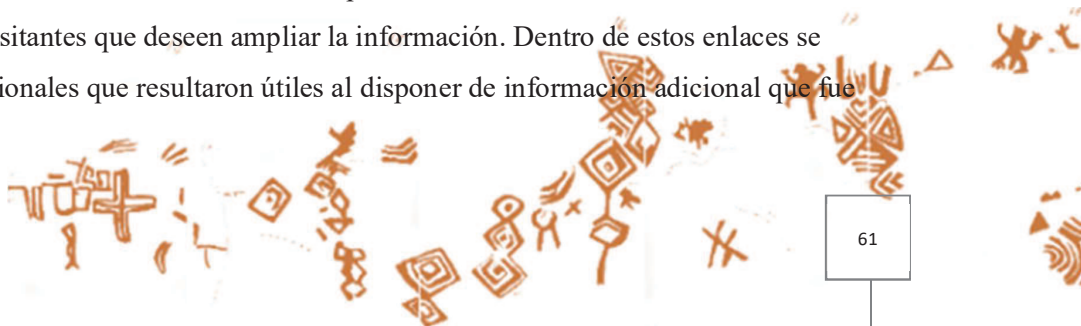 sitantes que deseen ampliar la información. Dentro de estos enlaces se
ionales que resultaron útiles al disponer de información adicional que fue
61